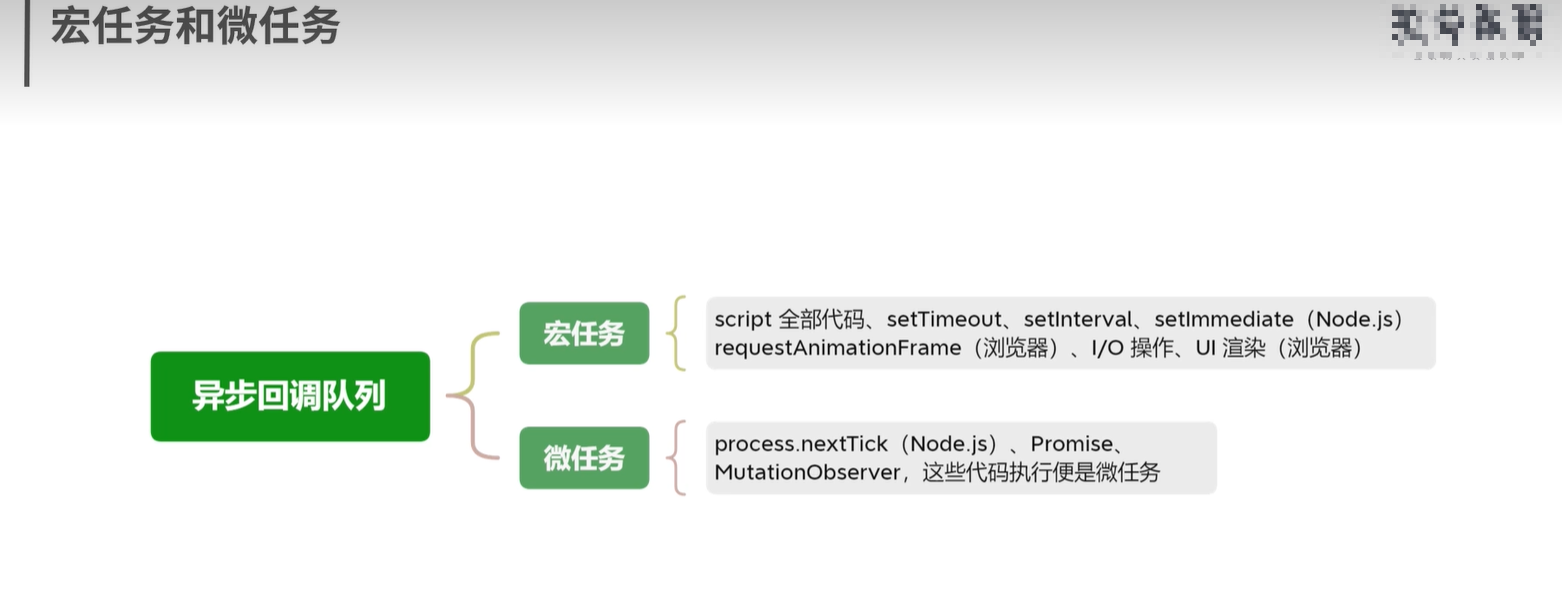 宏任务和微任务
异步回调队列
宏任务
script 全部代码、setTimeout、setInterval、setImmediate（Node.js）
requestAnimationFrame（浏览器）、I/O 操作、UI 渲染（浏览器）
微任务
process.nextTick（Node.js）、Promise、
MutationObserver，这些代码执行便是微任务